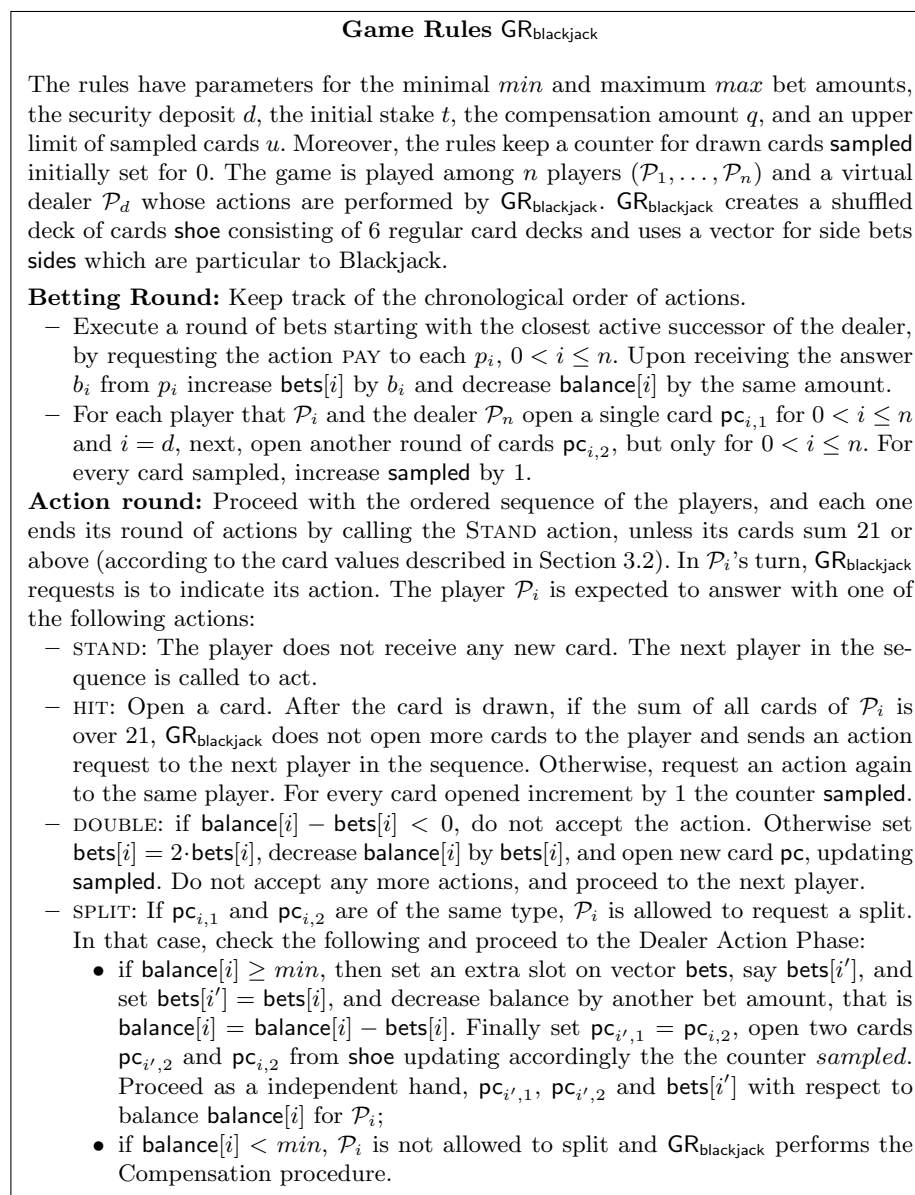 Game Rules GR_blackjack
The rules have parameters for the minimal min and maximum max bet amounts,
the security deposit d, the initial stake t, the compensation amount q, and an upper
limit of sampled cards u. Moreover, the rules keep a counter for drawn cards sampled
initially set for 0. The game is played among n players (𝒫_1, . . . , 𝒫_n) and a virtual
dealer 𝒫_d whose actions are performed by GR_blackjack. GR_blackjack creates a shuffled
deck of cards shoe consisting of 6 regular card decks and uses a vector for side bets
sides which are particular to Blackjack.
Betting Round: Keep track of the chronological order of actions.
– Execute a round of bets starting with the closest active successor of the dealer,
by requesting the action PAY to each p_i, 0 < i ≤ n. Upon receiving the answer
b_i from p_i increase bets[i] by b_i and decrease balance[i] by the same amount.
– For each player that 𝒫_i and the dealer 𝒫_n open a single card pc_{i,1} for 0 < i ≤ n
and i = d, next, open another round of cards pc_{i,2}, but only for 0 < i ≤ n. For
every card sampled, increase sampled by 1.
Action round: Proceed with the ordered sequence of the players, and each one
ends its round of actions by calling the STAND action, unless its cards sum 21 or
above (according to the card values described in Section 3.2). In 𝒫_i's turn, GR_blackjack
requests is to indicate its action. The player 𝒫_i is expected to answer with one of
the following actions:
– STAND: The player does not receive any new card. The next player in the se-
quence is called to act.
– HIT: Open a card. After the card is drawn, if the sum of all cards of 𝒫_i is
over 21, GR_blackjack does not open more cards to the player and sends an action
request to the next player in the sequence. Otherwise, request an action again
to the same player. For every card opened increment by 1 the counter sampled.
– DOUBLE: if balance[i] − bets[i] < 0, do not accept the action. Otherwise set
bets[i] = 2·bets[i], decrease balance[i] by bets[i], and open new card pc, updating
sampled. Do not accept any more actions, and proceed to the next player.
– SPLIT: If pc_{i,1} and pc_{i,2} are of the same type, 𝒫_i is allowed to request a split.
In that case, check the following and proceed to the Dealer Action Phase:
• if balance[i] ≥ min, then set an extra slot on vector bets, say bets[i′], and
set bets[i′] = bets[i], and decrease balance by another bet amount, that is
balance[i] = balance[i] − bets[i]. Finally set pc_{i′,1} = pc_{i,2}, open two cards
pc_{i′,2} and pc_{i,2} from shoe updating accordingly the the counter sampled.
Proceed as a independent hand, pc_{i′,1}, pc_{i′,2} and bets[i′] with respect to
balance balance[i] for 𝒫_i;
• if balance[i] < min, 𝒫_i is not allowed to split and GR_blackjack performs the
Compensation procedure.